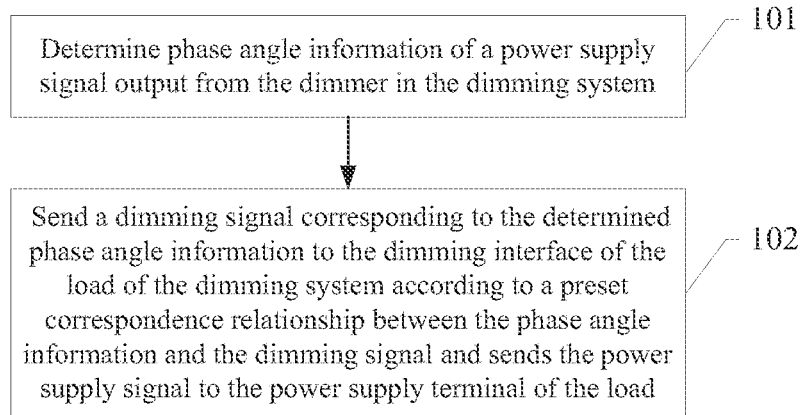 101
Determine phase angle information of a power supply
signal output from the dimmer in the dimming system
102
Send a dimming signal corresponding to the determined
phase angle information to the dimming interface of the
load of the dimming system according to a preset
correspondence relationship between the phase angle
information and the dimming signal and sends the power
supply signal to the power supply terminal of the load